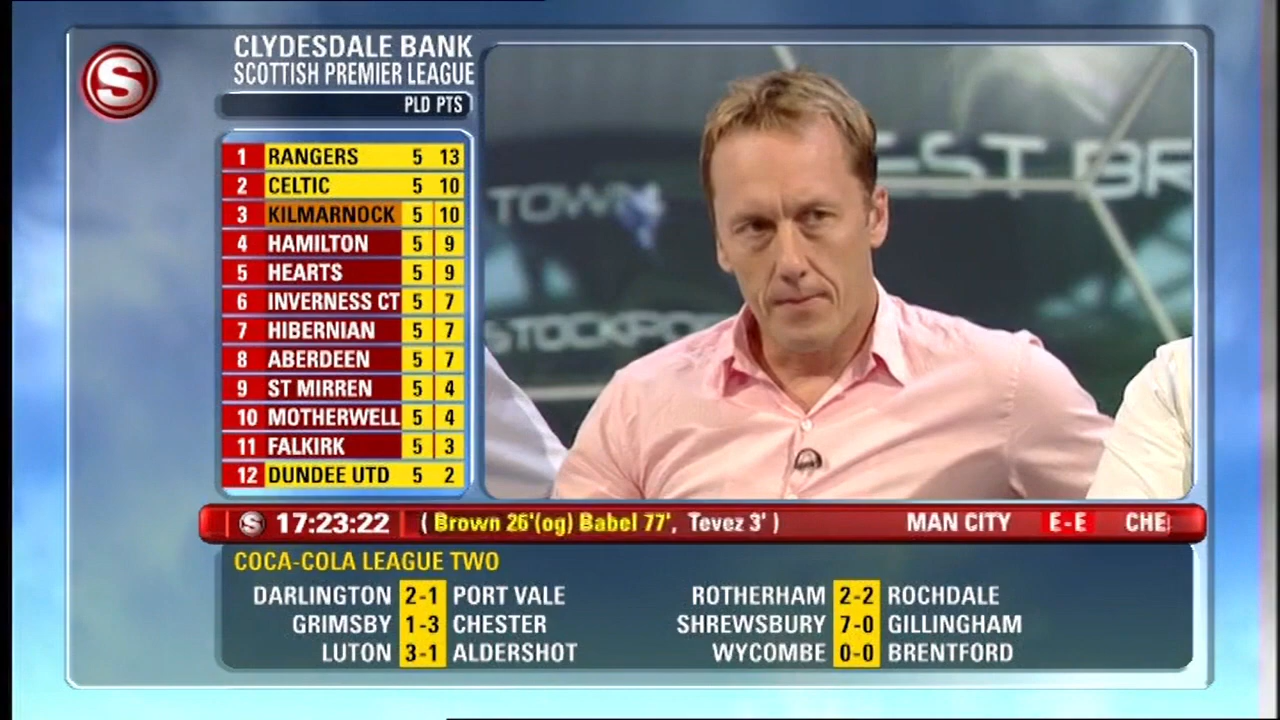 S
CLYDESDALE BANK
SCOTTISH PREMIER LEAGUE
PLD PTS
1 RANGERS 5 13
2 CELTIC 5 10
3 KILMARNOCK 5 10
4 HAMILTON 5 9
5 HEARTS 5 9
6 INVERNESS CT 5 7
7 HIBERNIAN 5 7
8 ABERDEEN 5 7
9 ST MIRREN 5 4
10 MOTHERWELL 5 4
11 FALKIRK 5 3
12 DUNDEE UTD 5 2
TOWN
EST BR
STOCKPO
S 17:23:22 ( Brown 26'(og) Babel 77', Tevez 3' ) MAN CITY E-E CHE
COCA-COLA LEAGUE TWO
DARLINGTON 2-1 PORT VALE ROTHERHAM 2-2 ROCHDALE
GRIMSBY 1-3 CHESTER SHREWSBURY 7-0 GILLINGHAM
LUTON 3-1 ALDERSHOT WYCOMBE 0-0 BRENTFORD